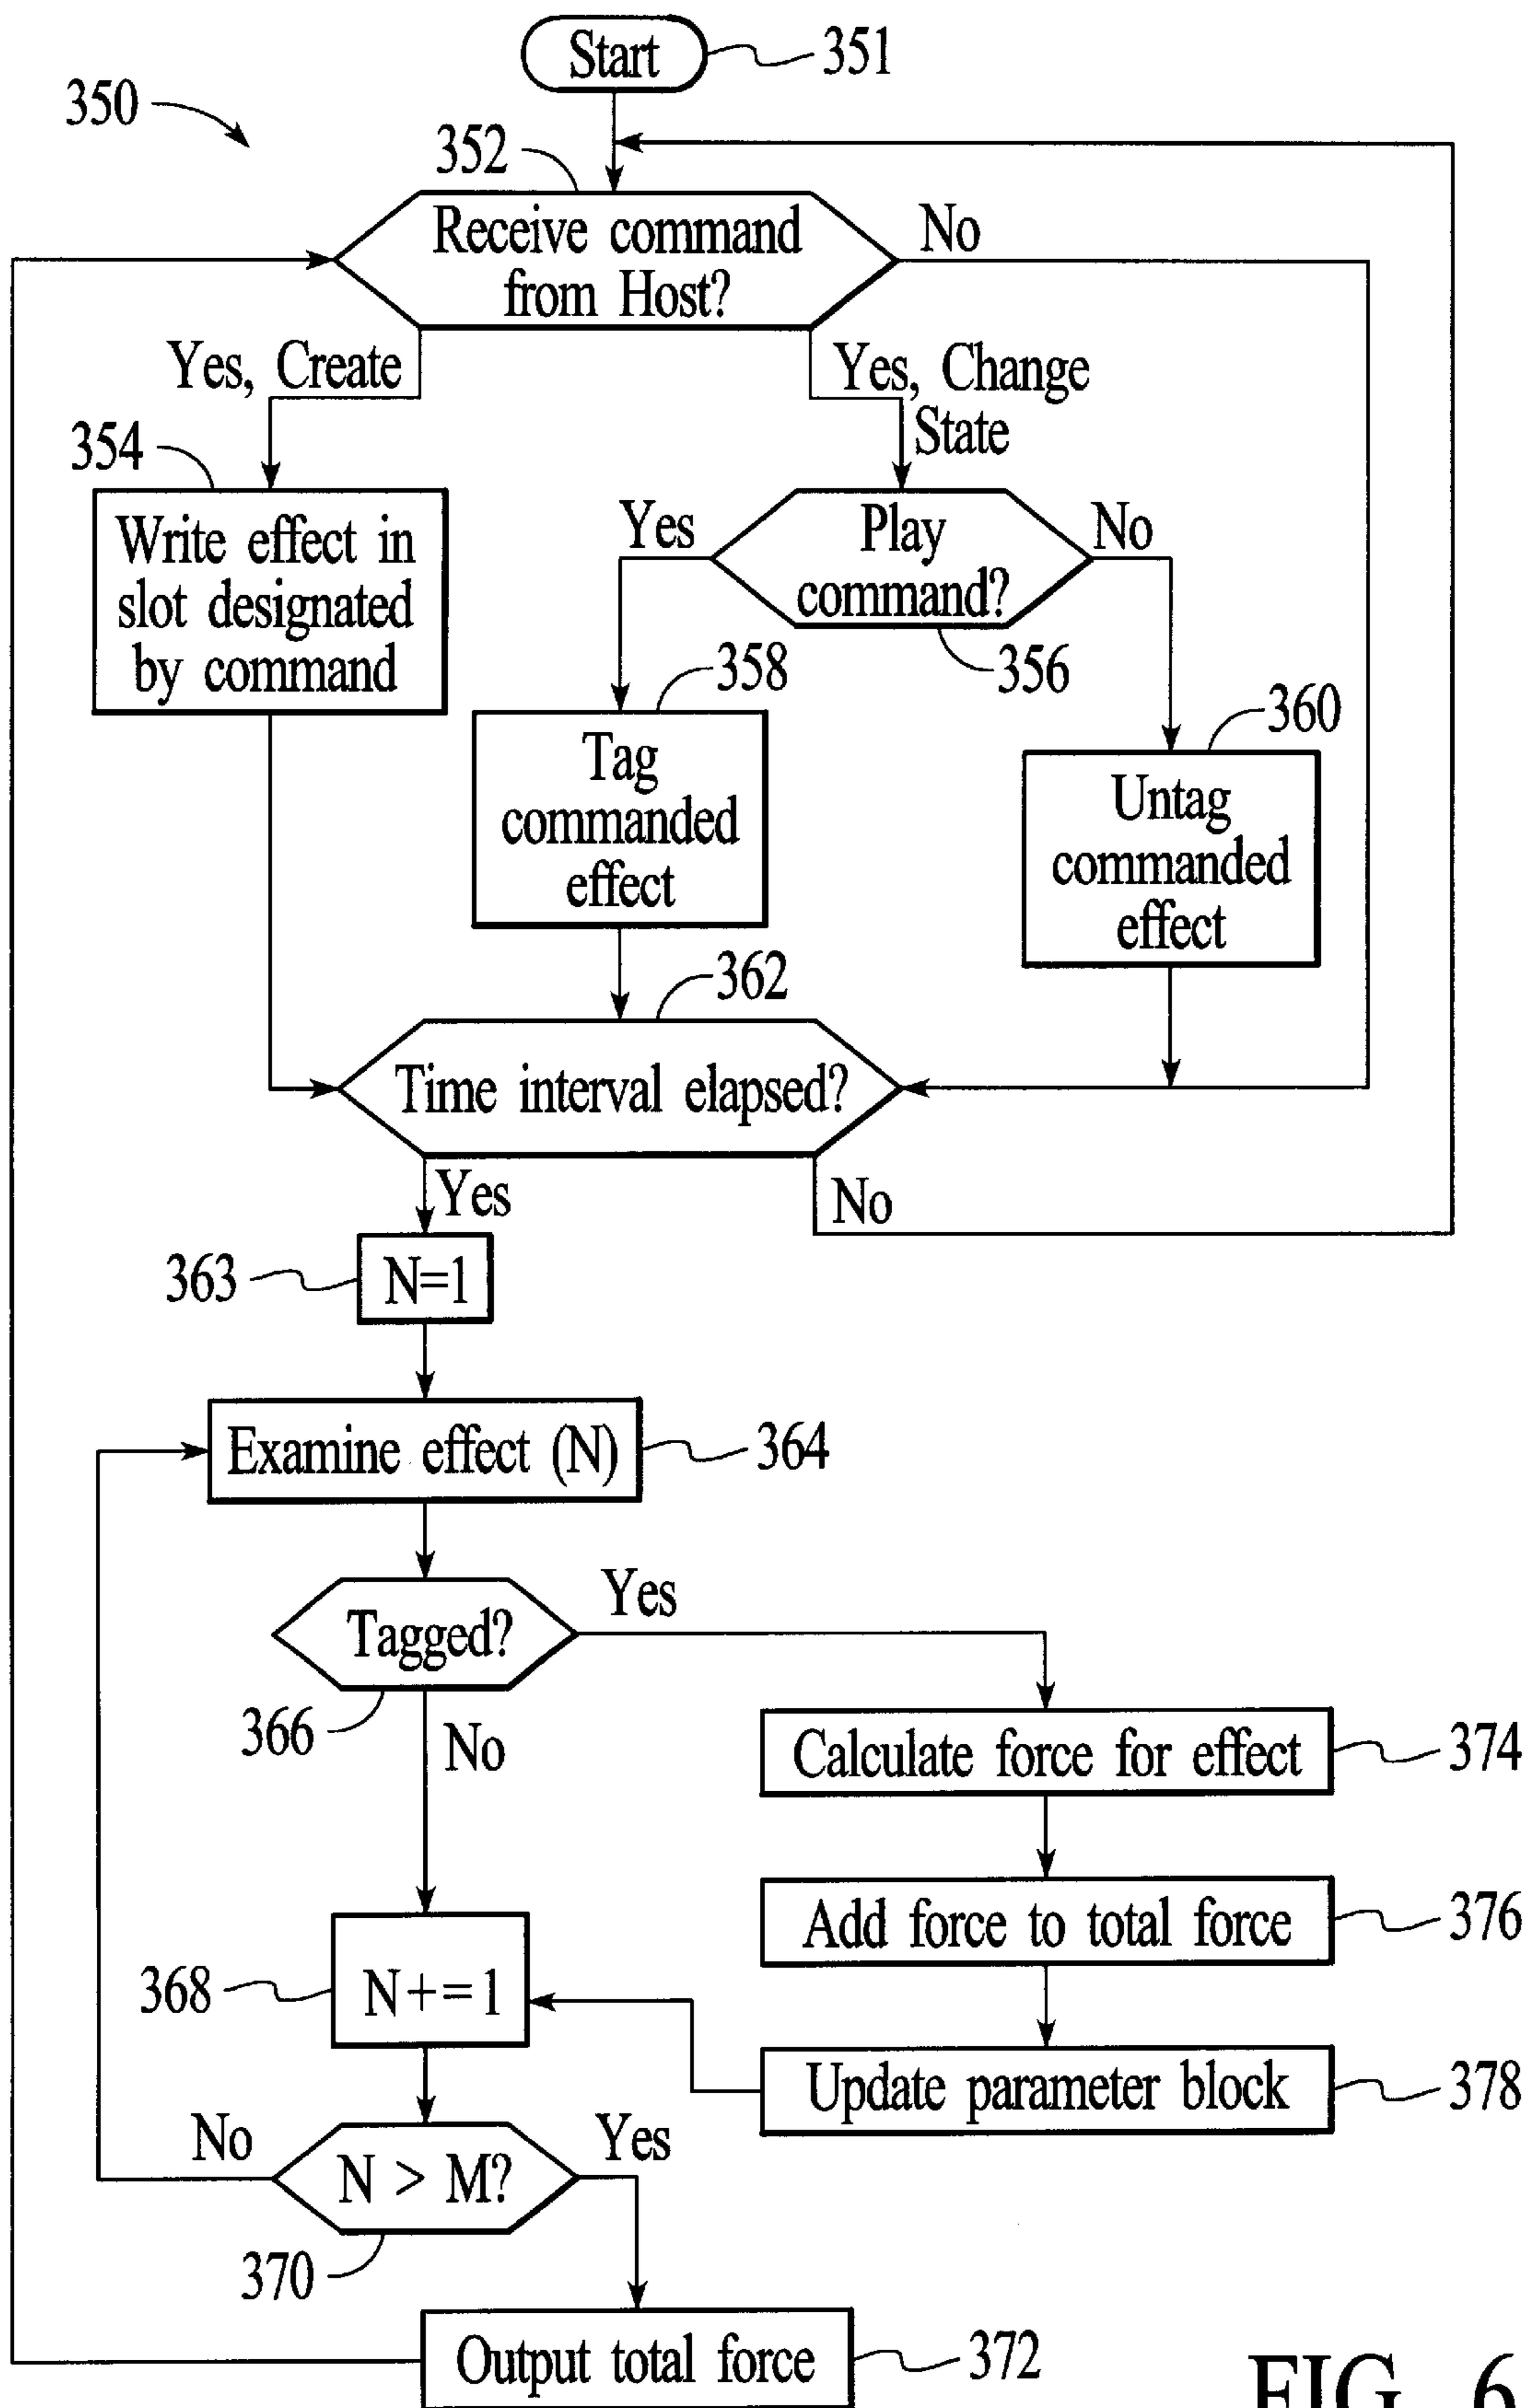 Start
351
350
352
Receive command
from Host?
No
Yes, Create
Yes, Change
State
354
Write effect in
slot designated
by command
Yes
Play
command?
No
356
358
Tag
commanded
effect
360
Untag
commanded
effect
362
Time interval elapsed?
Yes
No
363
N=1
Examine effect (N)
364
Tagged?
Yes
366
No
Calculate force for effect
374
Add force to total force
376
368
N+=1
Update parameter block
378
No
N > M?
Yes
370
Output total force
372
FIG. 6